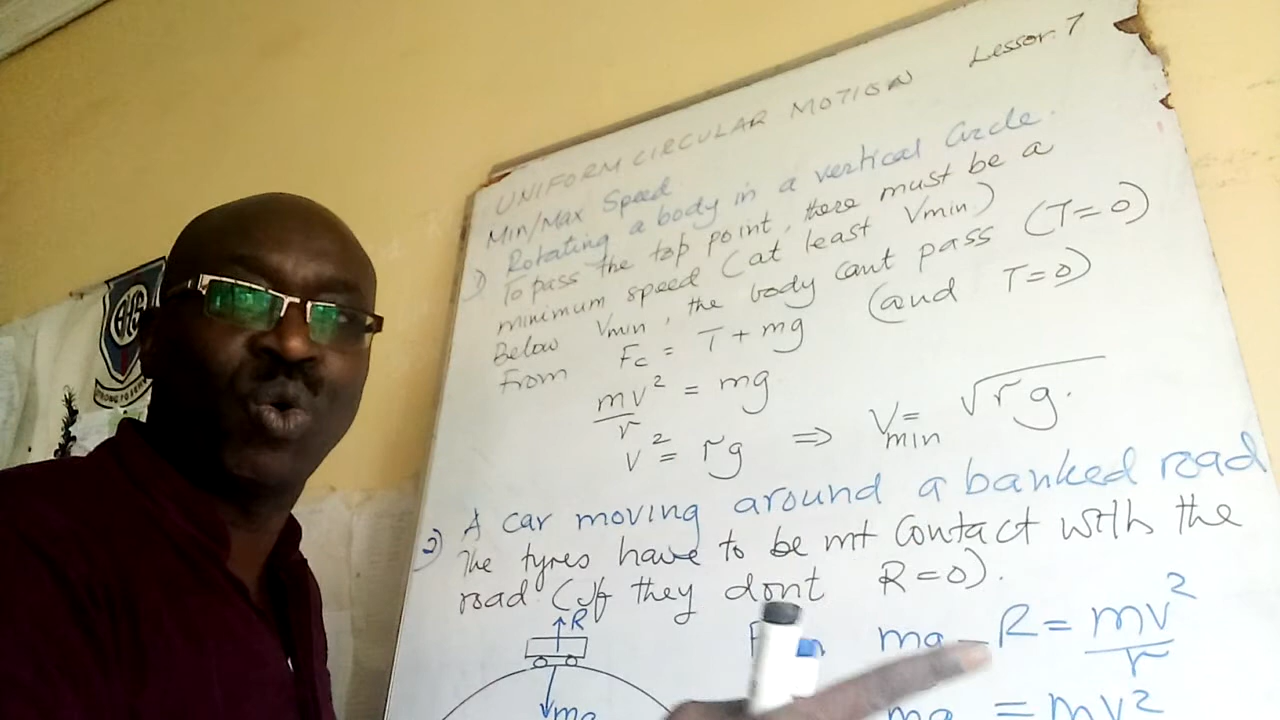 Lesson 7
UNIFORM CIRCULAR MOTION
Min/Max Speed
1) Rotating a body in a vertical Circle.
To pass the top point, there must be a
minimum speed (at least Vmin)
Below Vmin, the body cant pass (T=0)
From Fc = T + mg (and T=0)
mv²/r = mg
v² = rg ⇒ Vmin = √rg.
2) A car moving around a banked road
The tyres have to be in contact with the
road (If they dont R=0).
R
mg
mg - R = mv²/r
mg = mv²